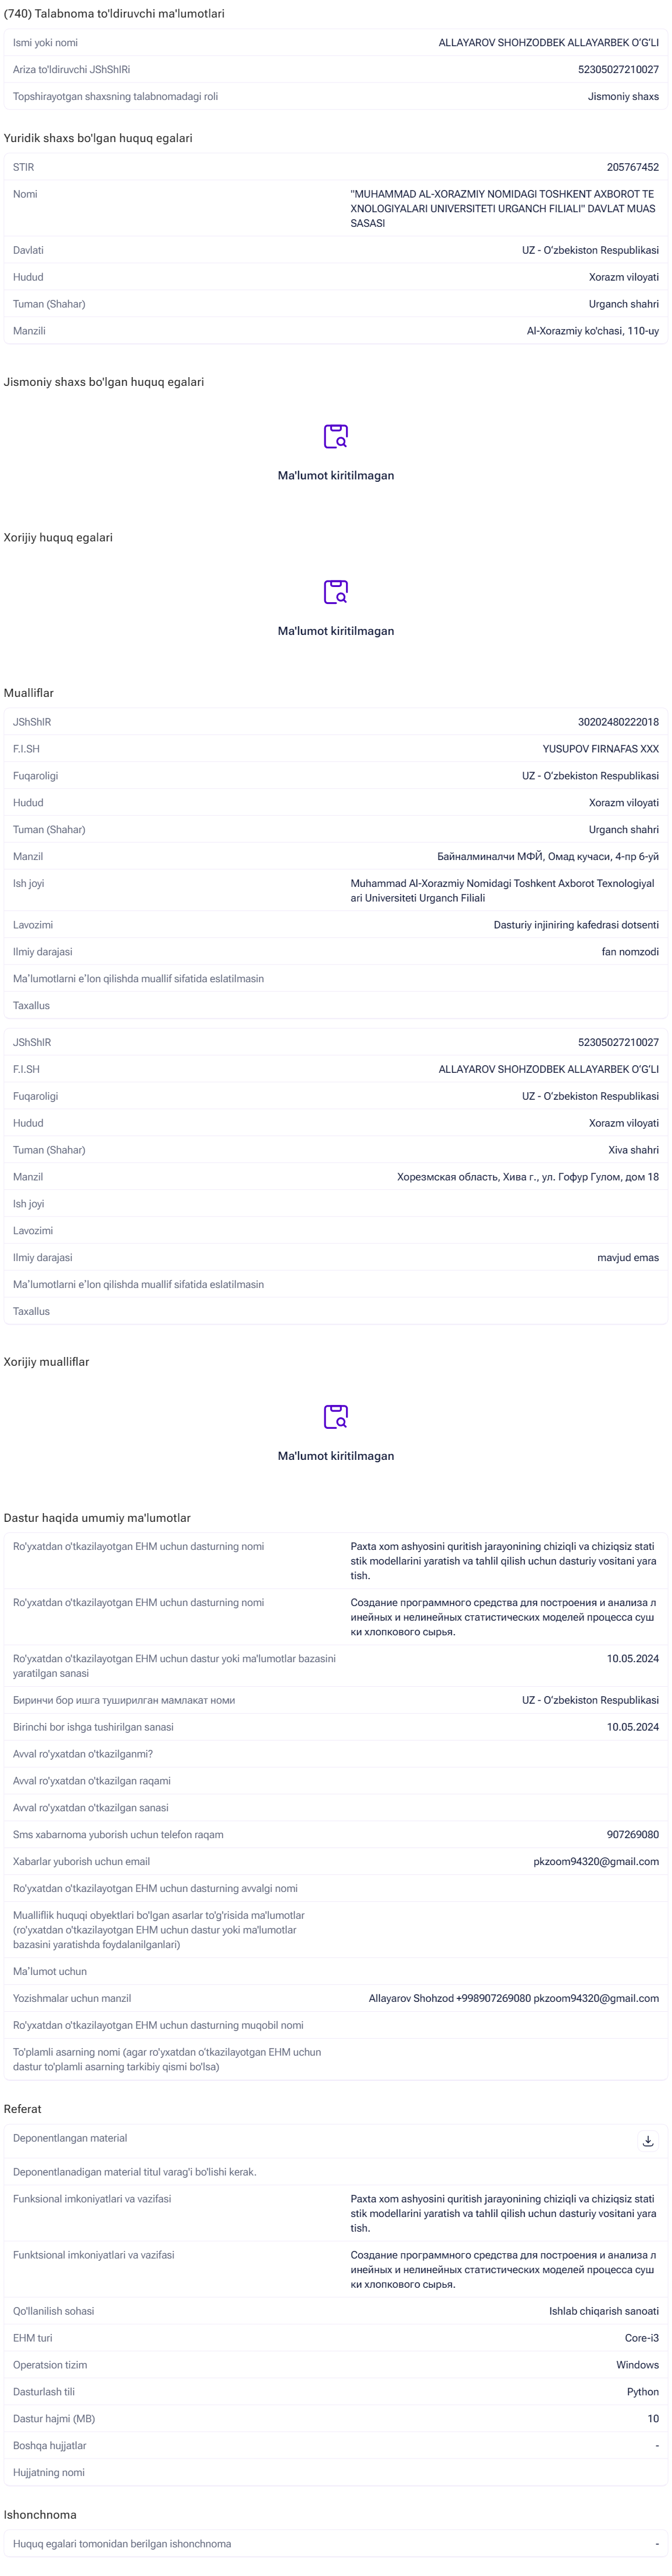 (740) Talabnoma to'ldiruvchi ma'lumotlari
Ismi yoki nomi
ALLAYAROV SHOHZODBEK ALLAYARBEK O'G'LI
Ariza to'ldiruvchi JShShIRi
52305027210027
Topshirayotgan shaxsning talabnomadagi roli
Jismoniy shaxs
Yuridik shaxs bo'lgan huquq egalari
STIR
205767452
Nomi
"MUHAMMAD AL-XORAZMIY NOMIDAGI TOSHKENT AXBOROT TE
XNOLOGIYALARI UNIVERSITETI URGANCH FILIALI" DAVLAT MUAS
SASASI
Davlati
UZ - O'zbekiston Respublikasi
Hudud
Xorazm viloyati
Tuman (Shahar)
Urganch shahri
Manzili
Al-Xorazmiy ko'chasi, 110-uy
Jismoniy shaxs bo'lgan huquq egalari
Ma'lumot kiritilmagan
Xorijiy huquq egalari
Ma'lumot kiritilmagan
Mualliflar
JShShIR
30202480222018
F.I.SH
YUSUPOV FIRNAFAS XXX
Fuqaroligi
UZ - O'zbekiston Respublikasi
Hudud
Xorazm viloyati
Tuman (Shahar)
Urganch shahri
Manzil
Байналминалчи МФЙ, Омад кучаси, 4-пр 6-уй
Ish joyi
Muhammad Al-Xorazmiy Nomidagi Toshkent Axborot Texnologiyal
ari Universiteti Urganch Filiali
Lavozimi
Dasturiy injiniring kafedrasi dotsenti
Ilmiy darajasi
fan nomzodi
Ma'lumotlarni e'lon qilishda muallif sifatida eslatilmasin
Taxallus
JShShIR
52305027210027
F.I.SH
ALLAYAROV SHOHZODBEK ALLAYARBEK O'G'LI
Fuqaroligi
UZ - O'zbekiston Respublikasi
Hudud
Xorazm viloyati
Tuman (Shahar)
Xiva shahri
Manzil
Хорезмская область, Хива г., ул. Гофур Гулом, дом 18
Ish joyi
Lavozimi
Ilmiy darajasi
mavjud emas
Ma'lumotlarni e'lon qilishda muallif sifatida eslatilmasin
Taxallus
Xorijiy mualliflar
Ma'lumot kiritilmagan
Dastur haqida umumiy ma'lumotlar
Ro'yxatdan o'tkazilayotgan EHM uchun dasturning nomi
Paxta xom ashyosini quritish jarayonining chiziqli va chiziqsiz stati
stik modellarini yaratish va tahlil qilish uchun dasturiy vositani yara
tish.
Ro'yxatdan o'tkazilayotgan EHM uchun dasturning nomi
Создание программного средства для построения и анализа л
инейных и нелинейных статистических моделей процесса суш
ки хлопкового сырья.
Ro'yxatdan o'tkazilayotgan EHM uchun dastur yoki ma'lumotlar bazasini
yaratilgan sanasi
10.05.2024
Биринчи бор ишга туширилган мамлакат номи
UZ - O'zbekiston Respublikasi
Birinchi bor ishga tushirilgan sanasi
10.05.2024
Avval ro'yxatdan o'tkazilganmi?
Avval ro'yxatdan o'tkazilgan raqami
Avval ro'yxatdan o'tkazilgan sanasi
Sms xabarnoma yuborish uchun telefon raqam
907269080
Xabarlar yuborish uchun email
pkzoom94320@gmail.com
Ro'yxatdan o'tkazilayotgan EHM uchun dasturning avvalgi nomi
Mualliflik huquqi obyektlari bo'lgan asarlar to'g'risida ma'lumotlar
(ro'yxatdan o'tkazilayotgan EHM uchun dastur yoki ma'lumotlar
bazasini yaratishda foydalanilganlari)
Ma'lumot uchun
Yozishmalar uchun manzil
Allayarov Shohzod +998907269080 pkzoom94320@gmail.com
Ro'yxatdan o'tkazilayotgan EHM uchun dasturning muqobil nomi
To'plamli asarning nomi (agar ro'yxatdan o'tkazilayotgan EHM uchun
dastur to'plamli asarning tarkibiy qismi bo'lsa)
Referat
Deponentlangan material
Deponentlanadigan material titul varag'i bo'lishi kerak.
Funksional imkoniyatlari va vazifasi
Paxta xom ashyosini quritish jarayonining chiziqli va chiziqsiz stati
stik modellarini yaratish va tahlil qilish uchun dasturiy vositani yara
tish.
Funktsional imkoniyatlari va vazifasi
Создание программного средства для построения и анализа л
инейных и нелинейных статистических моделей процесса суш
ки хлопкового сырья.
Qo'llanilish sohasi
Ishlab chiqarish sanoati
EHM turi
Core-i3
Operatsion tizim
Windows
Dasturlash tili
Python
Dastur hajmi (MB)
10
Boshqa hujjatlar
-
Hujjatning nomi
Ishonchnoma
Huquq egalari tomonidan berilgan ishonchnoma
-